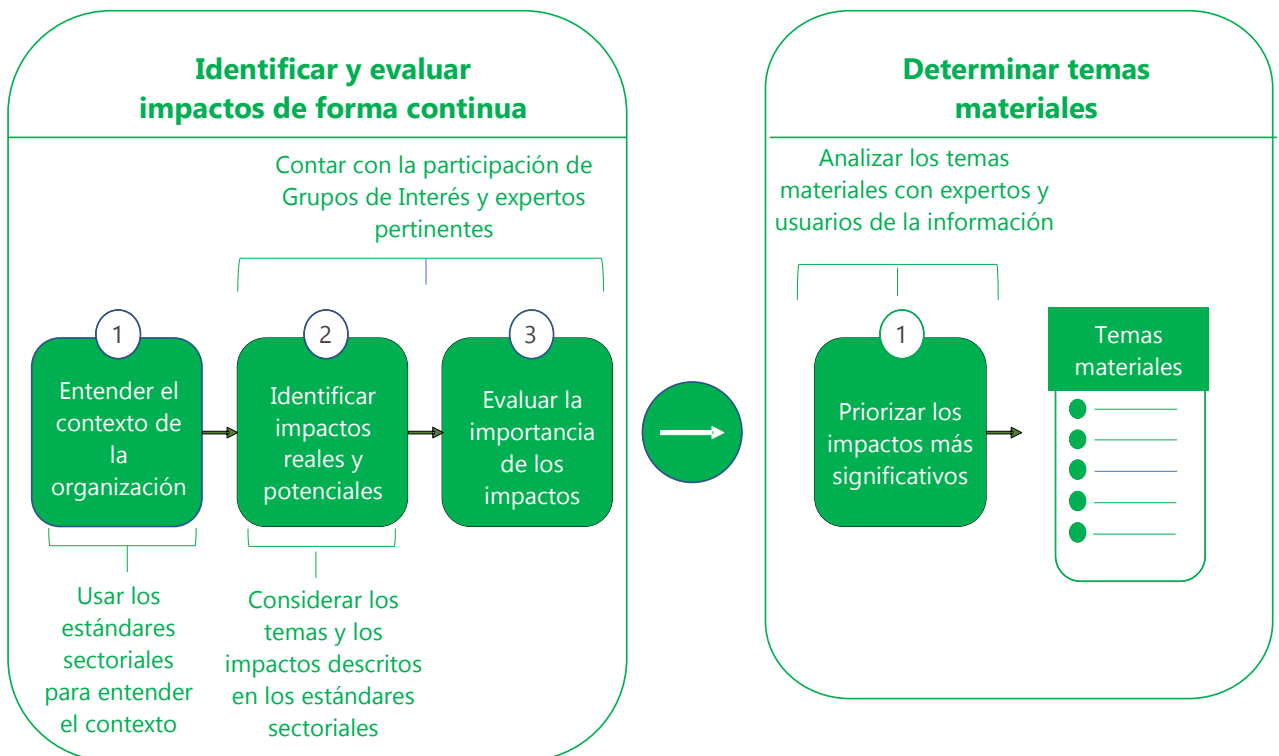 Identificar y evaluar
impactos de forma continua
Contar con la participación de
Grupos de Interés y expertos
pertinentes
1
Entender el
contexto de
la
organización
2
Identificar
impactos
reales y
potenciales
3
Evaluar la
importancia
de los
impactos
Usar los
estándares
sectoriales
para entender
el contexto
Considerar los
temas y los
impactos descritos
en los estándares
sectoriales
Determinar temas
materiales
Analizar los temas
materiales con expertos y
usuarios de la información
1
Priorizar los
impactos más
significativos
Temas
materiales